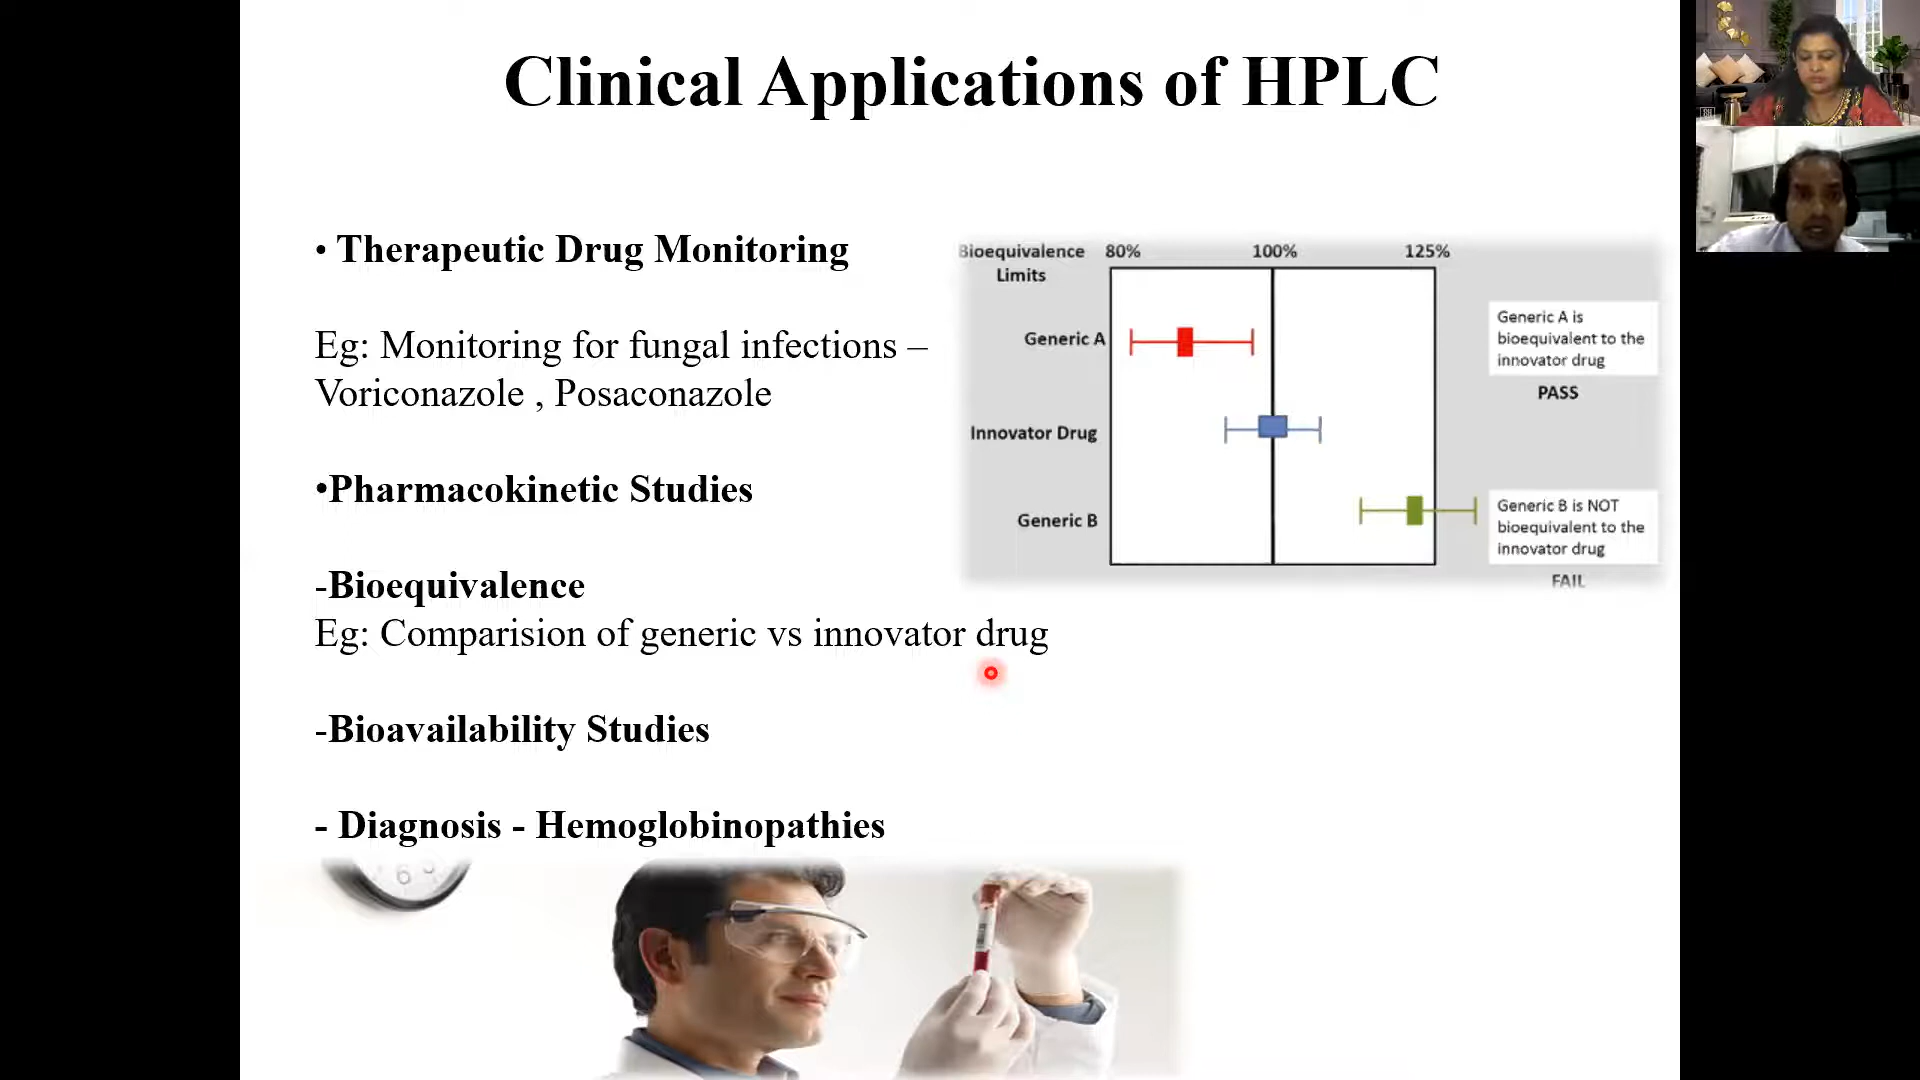 Clinical Applications of HPLC
• Therapeutic Drug Monitoring
Eg: Monitoring for fungal infections –
Voriconazole , Posaconazole
•Pharmacokinetic Studies
-Bioequivalence
Eg: Comparision of generic vs innovator drug
-Bioavailability Studies
- Diagnosis - Hemoglobinopathies
Bioequivalence
Limits
80%
100%
125%
Generic A
Innovator Drug
Generic B
Generic A is
bioequivalent to the
innovator drug
PASS
Generic B is NOT
bioequivalent to the
innovator drug
FAIL
6